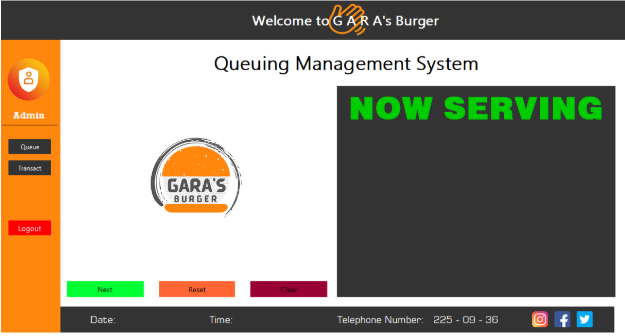 Welcome to G A R A's Burger
Queuing Management System
Admin
Queue
Transact
Logout
GARA'S
BURGER
NOW SERVING
Next
Reset
Clear
Date:
Time:
Telephone Number: 225 - 09 - 36